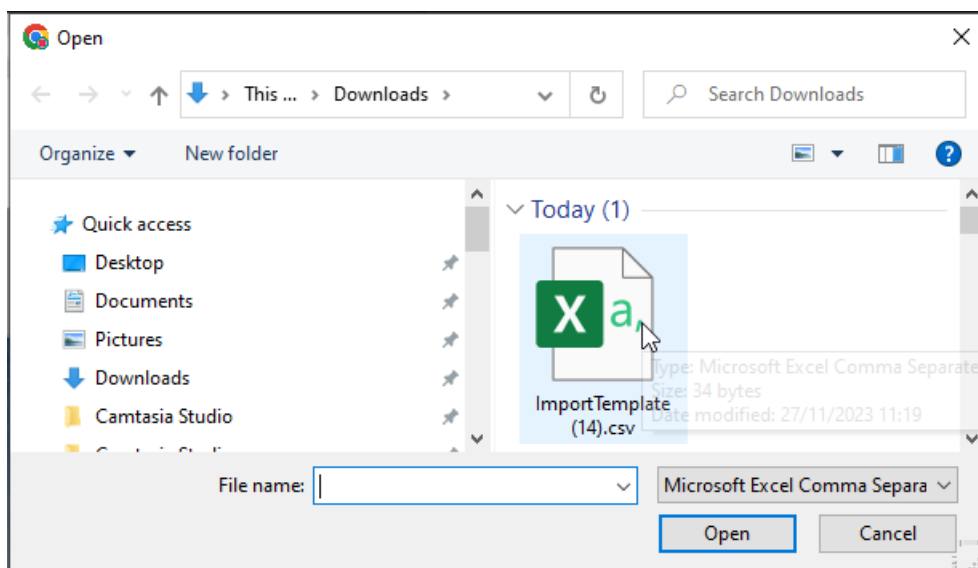 Open
This ... › Downloads ›
Search Downloads
Organize
New folder
Quick access
Desktop
Documents
Pictures
Downloads
Camtasia Studio
Today (1)
X a,
ImportTemplate
(14).csv
Type: Microsoft Excel Comma Separate
Size: 34 bytes
Date modified: 27/11/2023 11:19
File name:
Microsoft Excel Comma Separa
Open
Cancel